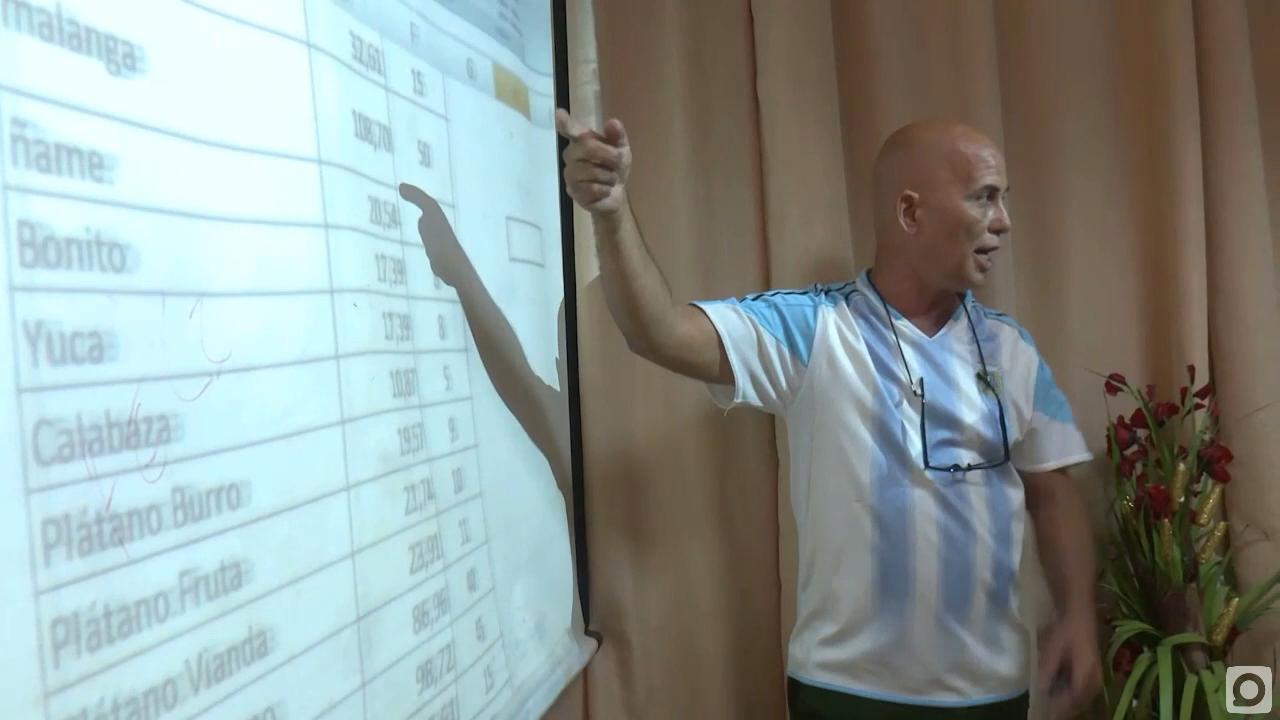 F G
malanga 32,61 15
ñame 108,70 50
Bonito 20,54
Yuca 17,39
Calabaza 17,39 8
Plátano Burro 10,87 5
Plátano Fruta 19,57 9
Plátano Vianda 21,74 10
23,91 11
86,96 40
98,72 45
15